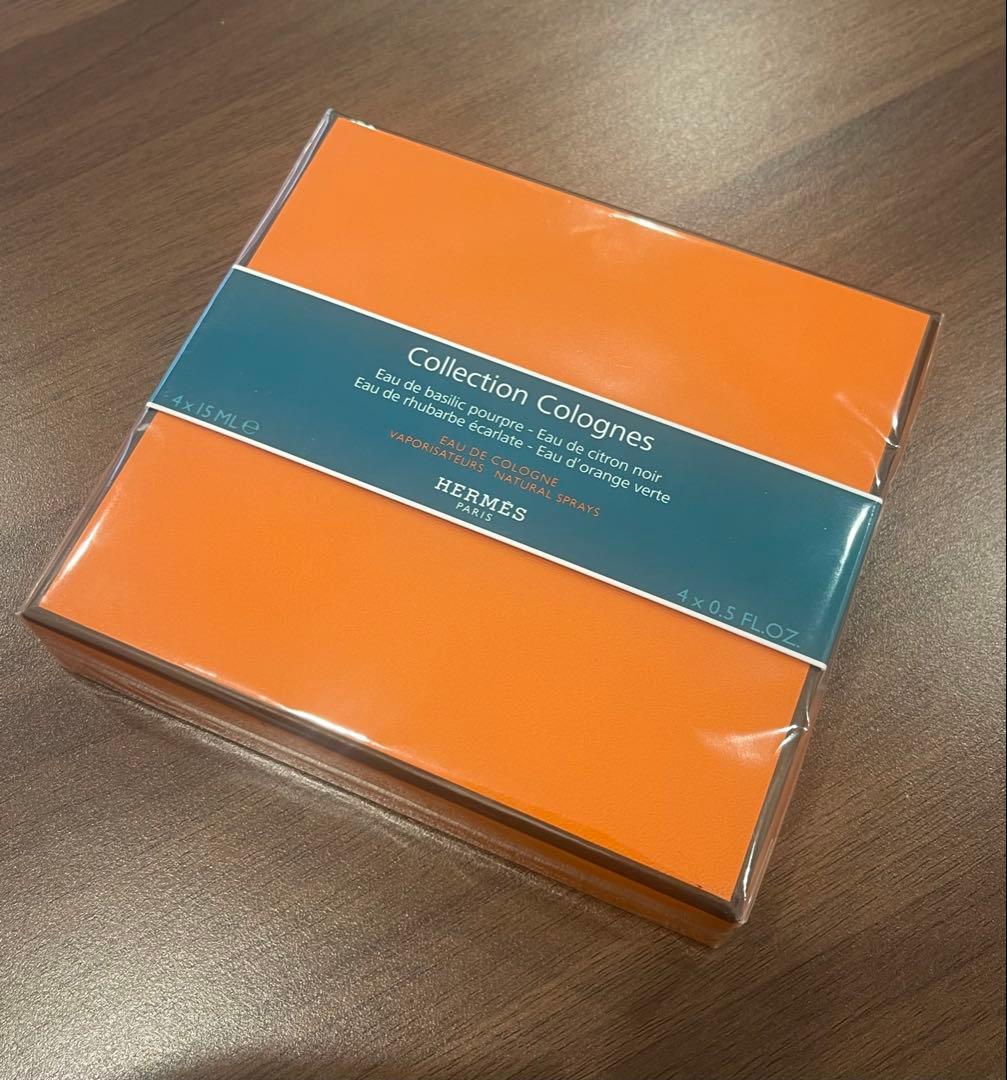 Collection Colognes
Eau de basilic pourpre - Eau de citron noir
Eau de rhubarbe écarlate - Eau d'orange verte
EAU DE COLOGNE
VAPORISATEURS NATURAL SPRAYS
HERMÈS
PARIS
4 x 15 ML ℮
4 x 0.5 FL.OZ.